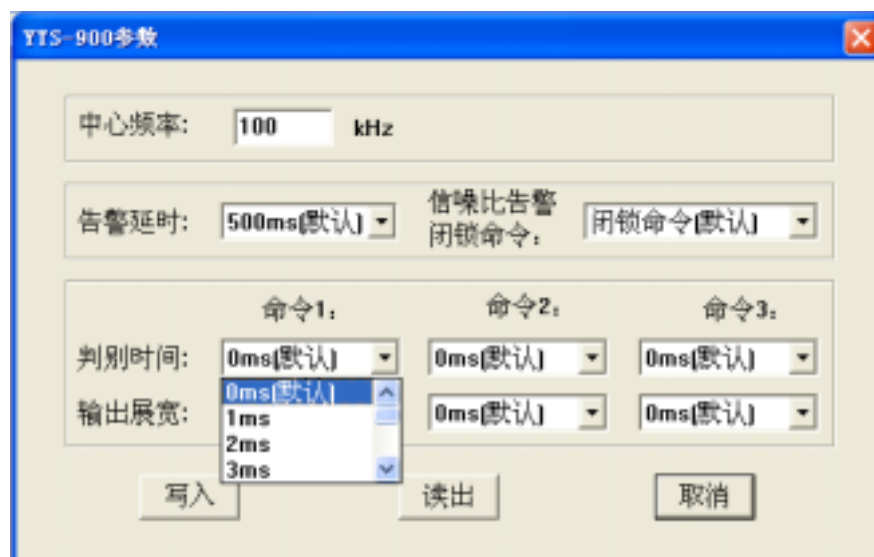 YTS-900参数
中心频率: 100 kHz
告警延时: 500ms(默认) 信噪比告警闭锁命令: 闭锁命令(默认)
命令1: 命令2: 命令3:
判别时间: 0ms(默认) 0ms(默认) 0ms(默认)
0ms(默认)
输出展宽: 0ms(默认) 0ms(默认)
1ms
2ms
3ms
写入 读出 取消